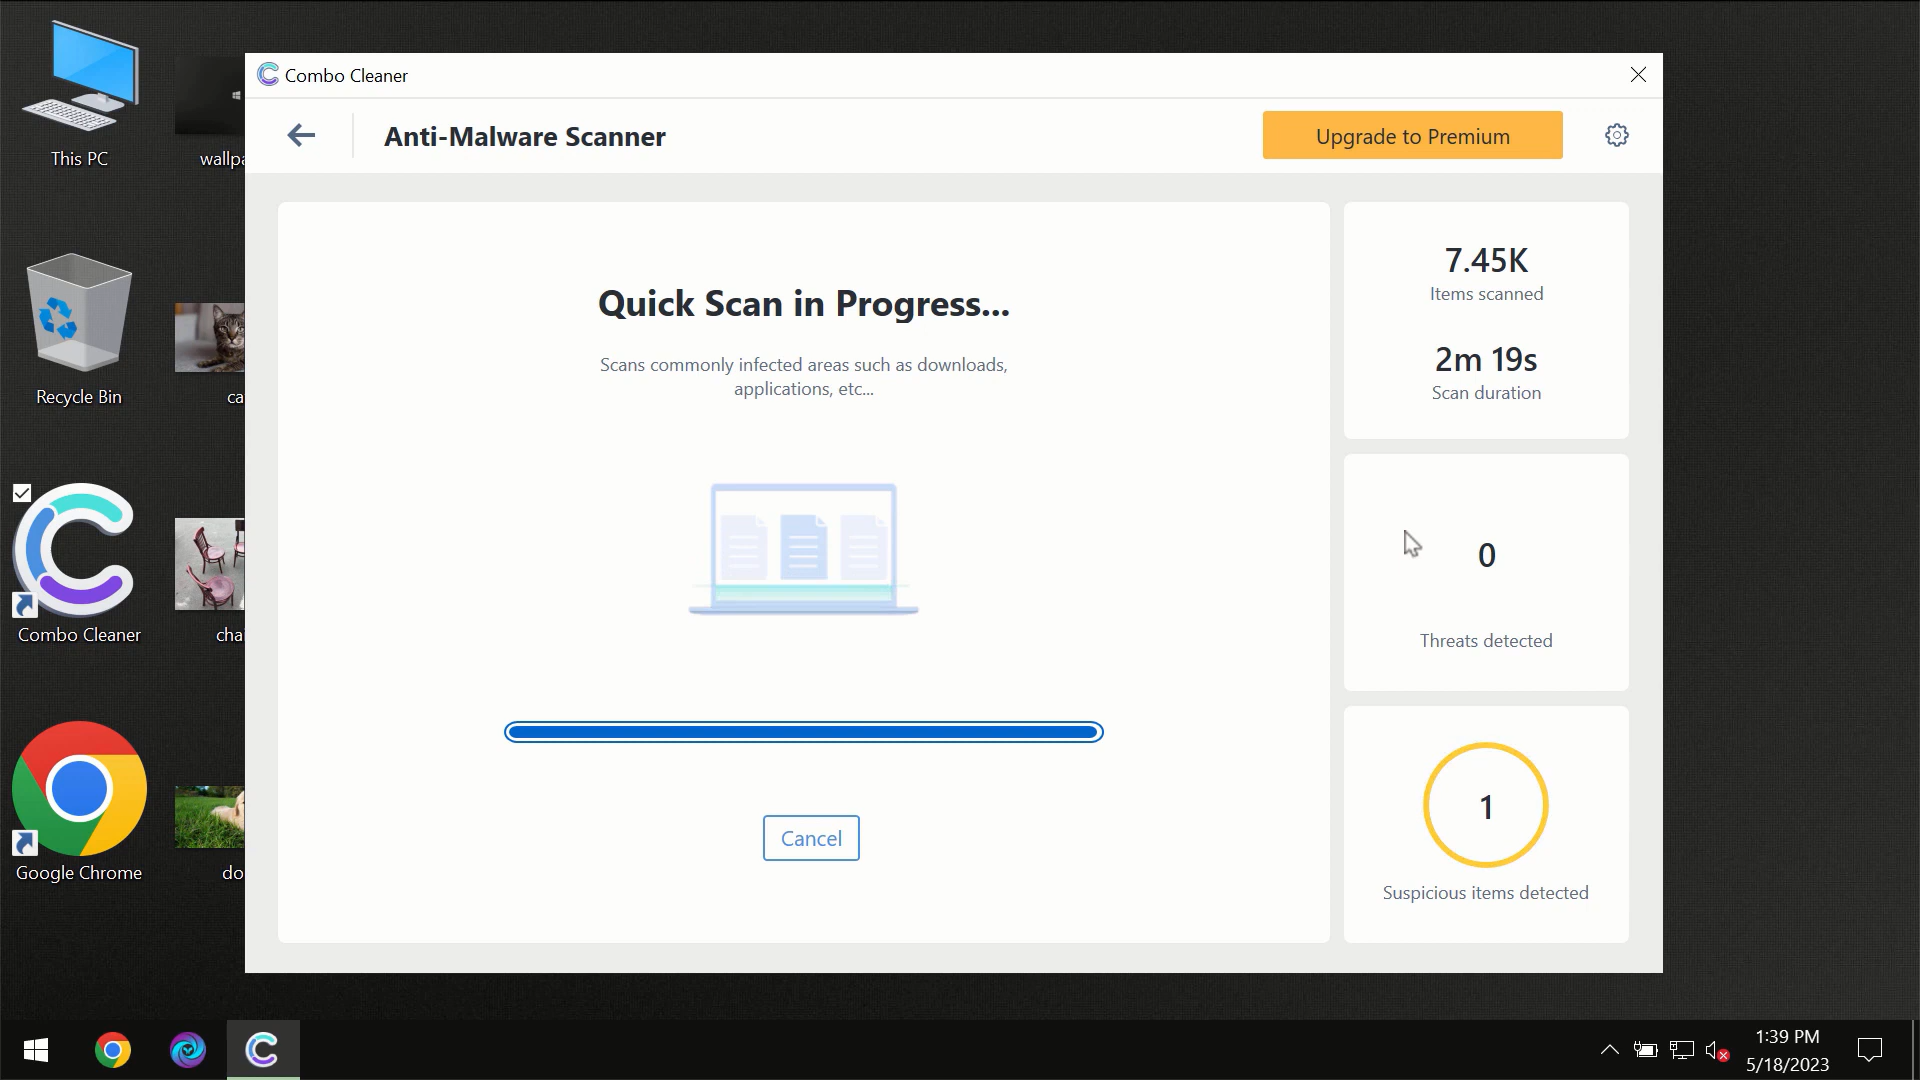 This PC
wallpa
Recycle Bin
ca
Combo Cleaner
chai
Google Chrome
do
Combo Cleaner
Anti-Malware Scanner
Upgrade to Premium
Quick Scan in Progress...
Scans commonly infected areas such as downloads,
applications, etc...
Cancel
7.45K
Items scanned
2m 19s
Scan duration
0
Threats detected
1
Suspicious items detected
1:39 PM
5/18/2023